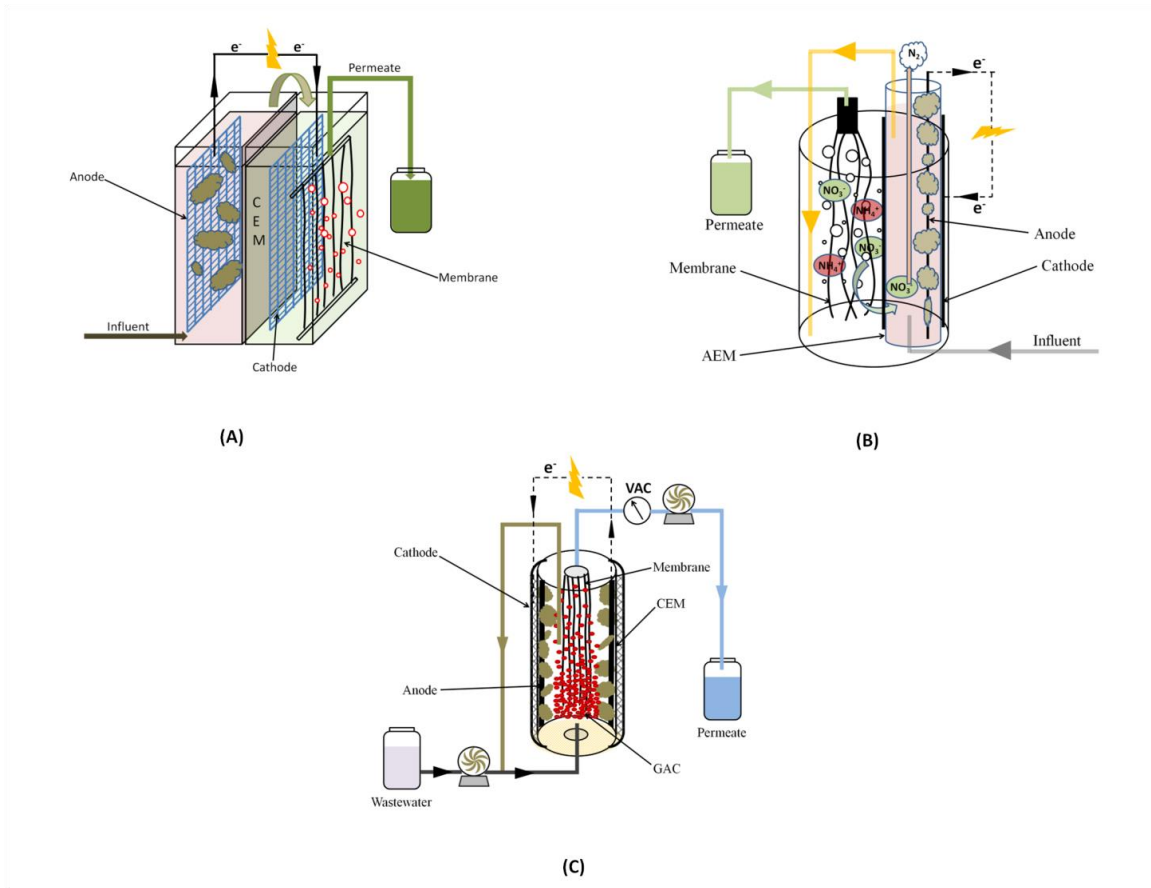 e-
e-
Permeate
Anode
CEM
Membrane
Influent
Cathode
(A)
N2
e-
NO3-
NH4+
NO3-
NH4+
NO3-
e-
Permeate
Anode
Membrane
Cathode
AEM
Influent
(B)
e-
VAC
Cathode
Membrane
CEM
Anode
Permeate
GAC
Wastewater
(C)